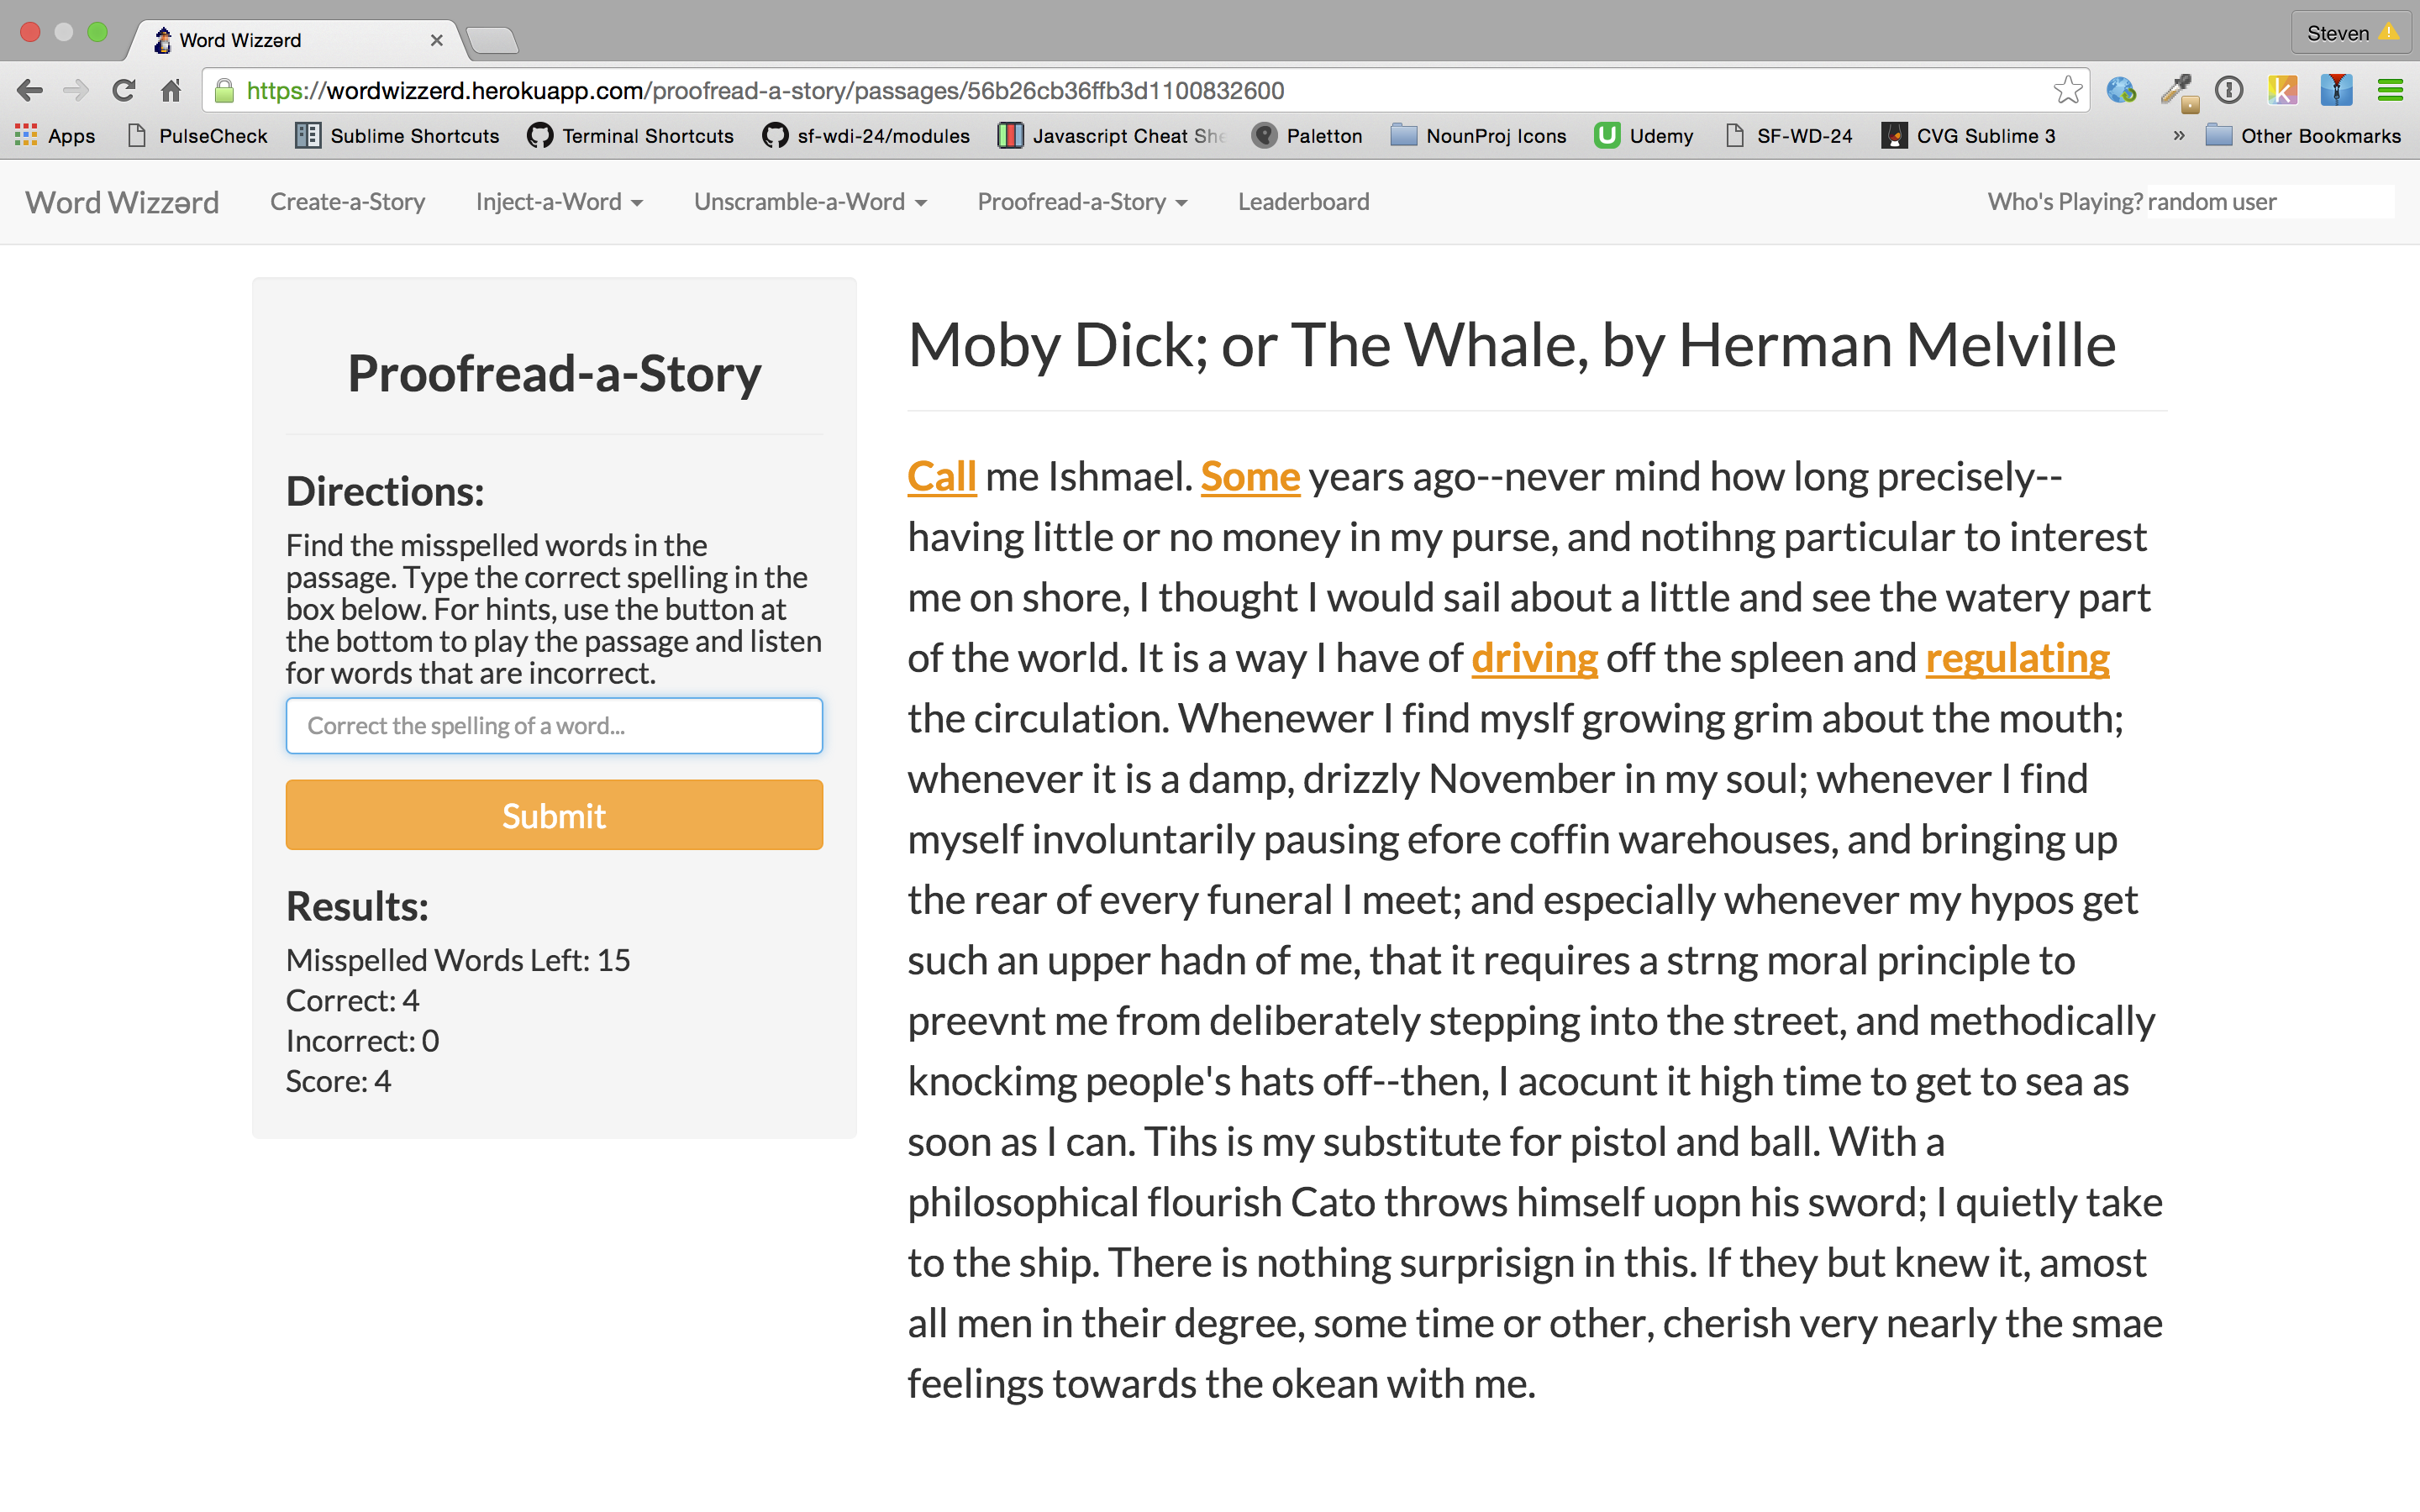 Word Wizzərd
Steven
https://wordwizzerd.herokuapp.com/proofread-a-story/passages/56b26cb36ffb3d1100832600
Apps PulseCheck Sublime Shortcuts Terminal Shortcuts sf-wdi-24/modules Javascript Cheat She Paletton NounProj Icons Udemy SF-WD-24 CVG Sublime 3 » Other Bookmarks
Word Wizzərd Create-a-Story Inject-a-Word Unscramble-a-Word Proofread-a-Story Leaderboard Who's Playing? random user
Proofread-a-Story
Directions:
Find the misspelled words in the
passage. Type the correct spelling in the
box below. For hints, use the button at
the bottom to play the passage and listen
for words that are incorrect.
Correct the spelling of a word...
Submit
Results:
Misspelled Words Left: 15
Correct: 4
Incorrect: 0
Score: 4
Moby Dick; or The Whale, by Herman Melville
Call me Ishmael. Some years ago--never mind how long precisely--
having little or no money in my purse, and notihng particular to interest
me on shore, I thought I would sail about a little and see the watery part
of the world. It is a way I have of driving off the spleen and regulating
the circulation. Whenewer I find myslf growing grim about the mouth;
whenever it is a damp, drizzly November in my soul; whenever I find
myself involuntarily pausing efore coffin warehouses, and bringing up
the rear of every funeral I meet; and especially whenever my hypos get
such an upper hadn of me, that it requires a strng moral principle to
preevnt me from deliberately stepping into the street, and methodically
knockimg people's hats off--then, I acocunt it high time to get to sea as
soon as I can. Tihs is my substitute for pistol and ball. With a
philosophical flourish Cato throws himself uopn his sword; I quietly take
to the ship. There is nothing surprisign in this. If they but knew it, amost
all men in their degree, some time or other, cherish very nearly the smae
feelings towards the okean with me.